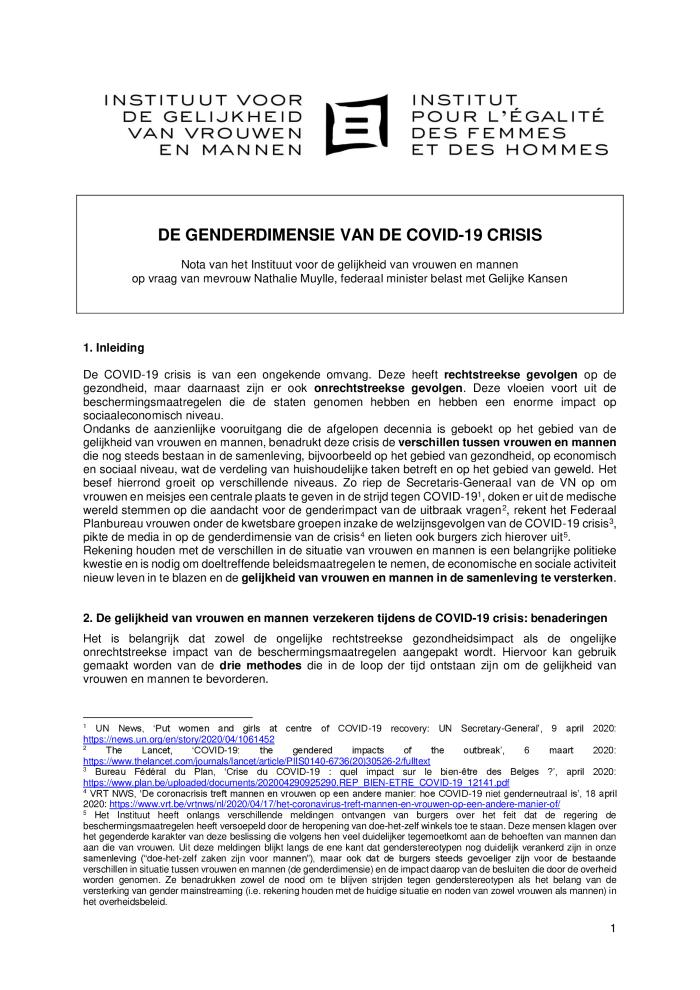 INSTITUUT VOOR
DE GELIJKHEID
VAN VROUWEN
EN MANNEN
INSTITUT
POUR L'ÉGALITÉ
DES FEMMES
ET DES HOMMES
DE GENDERDIMENSIE VAN DE COVID-19 CRISIS
Nota van het Instituut voor de gelijkheid van vrouwen en mannen
op vraag van mevrouw Nathalie Muylle, federaal minister belast met Gelijke Kansen
1. Inleiding
De COVID-19 crisis is van een ongekende omvang. Deze heeft rechtstreekse gevolgen op de
gezondheid, maar daarnaast zijn er ook onrechtstreekse gevolgen. Deze vloeien voort uit de
beschermingsmaatregelen die de staten genomen hebben en hebben een enorme impact op
sociaaleconomisch niveau.
Ondanks de aanzienlijke vooruitgang die de afgelopen decennia is geboekt op het gebied van de
gelijkheid van vrouwen en mannen, benadrukt deze crisis de verschillen tussen vrouwen en mannen
die nog steeds bestaan in de samenleving, bijvoorbeeld op het gebied van gezondheid, op economisch
en sociaal niveau, wat de verdeling van huishoudelijke taken betreft en op het gebied van geweld. Het
besef hierrond groeit op verschillende niveaus. Zo riep de Secretaris-Generaal van de VN op om
vrouwen en meisjes een centrale plaats te geven in de strijd tegen COVID-19¹, doken er uit de medische
wereld stemmen op die aandacht voor de genderimpact van de uitbraak vragen², rekent het Federaal
Planbureau vrouwen onder de kwetsbare groepen inzake de welzijnsgevolgen van de COVID-19 crisis³,
pikte de media in op de genderdimensie van de crisis⁴ en lieten ook burgers zich hierover uit⁵.
Rekening houden met de verschillen in de situatie van vrouwen en mannen is een belangrijke politieke
kwestie en is nodig om doeltreffende beleidsmaatregelen te nemen, de economische en sociale activiteit
nieuw leven in te blazen en de gelijkheid van vrouwen en mannen in de samenleving te versterken.
2. De gelijkheid van vrouwen en mannen verzekeren tijdens de COVID-19 crisis: benaderingen
Het is belangrijk dat zowel de ongelijke rechtstreekse gezondheidsimpact als de ongelijke
onrechtstreekse impact van de beschermingsmaatregelen aangepakt wordt. Hiervoor kan gebruik
gemaakt worden van de drie methodes die in de loop der tijd ontstaan zijn om de gelijkheid van
vrouwen en mannen te bevorderen.
¹ UN News, 'Put women and girls at centre of COVID-19 recovery: UN Secretary-General', 9 april 2020:
https://news.un.org/en/story/2020/04/1061452
² The Lancet, 'COVID-19: the gendered impacts of the outbreak', 6 maart 2020:
https://www.thelancet.com/journals/lancet/article/PIIS0140-6736(20)30526-2/fulltext
³ Bureau Fédéral du Plan, 'Crise du COVID-19 : quel impact sur le bien-être des Belges ?', april 2020:
https://www.plan.be/uploaded/documents/202004290925290.REP_BIEN-ETRE_COVID-19_12141.pdf
⁴ VRT NWS, 'De coronacrisis treft mannen en vrouwen op een andere manier: hoe COVID-19 niet genderneutraal is', 18 april
2020: https://www.vrt.be/vrtnws/nl/2020/04/17/het-coronavirus-treft-mannen-en-vrouwen-op-een-andere-manier-of/
⁵ Het Instituut heeft onlangs verschillende meldingen ontvangen van burgers over het feit dat de regering de
beschermingsmaatregelen heeft versoepeld door de heropening van doe-het-zelf winkels toe te staan. Deze mensen klagen over
het gegenderde karakter van deze beslissing die volgens hen veel duidelijker tegemoetkomt aan de behoeften van mannen dan
aan die van vrouwen. Uit deze meldingen blijkt langs de ene kant dat genderstereotypen nog duidelijk verankerd zijn in onze
samenleving ("doe-het-zelf zaken zijn voor mannen"), maar ook dat de burgers steeds gevoeliger zijn voor de bestaande
verschillen in situatie tussen vrouwen en mannen (de genderdimensie) en de impact daarop van de besluiten die door de overheid
worden genomen. Ze benadrukken zowel de nood om te blijven strijden tegen genderstereotypen als het belang van de
versterking van gender mainstreaming (i.e. rekening houden met de huidige situatie en noden van zowel vrouwen als mannen) in
het overheidsbeleid.
1